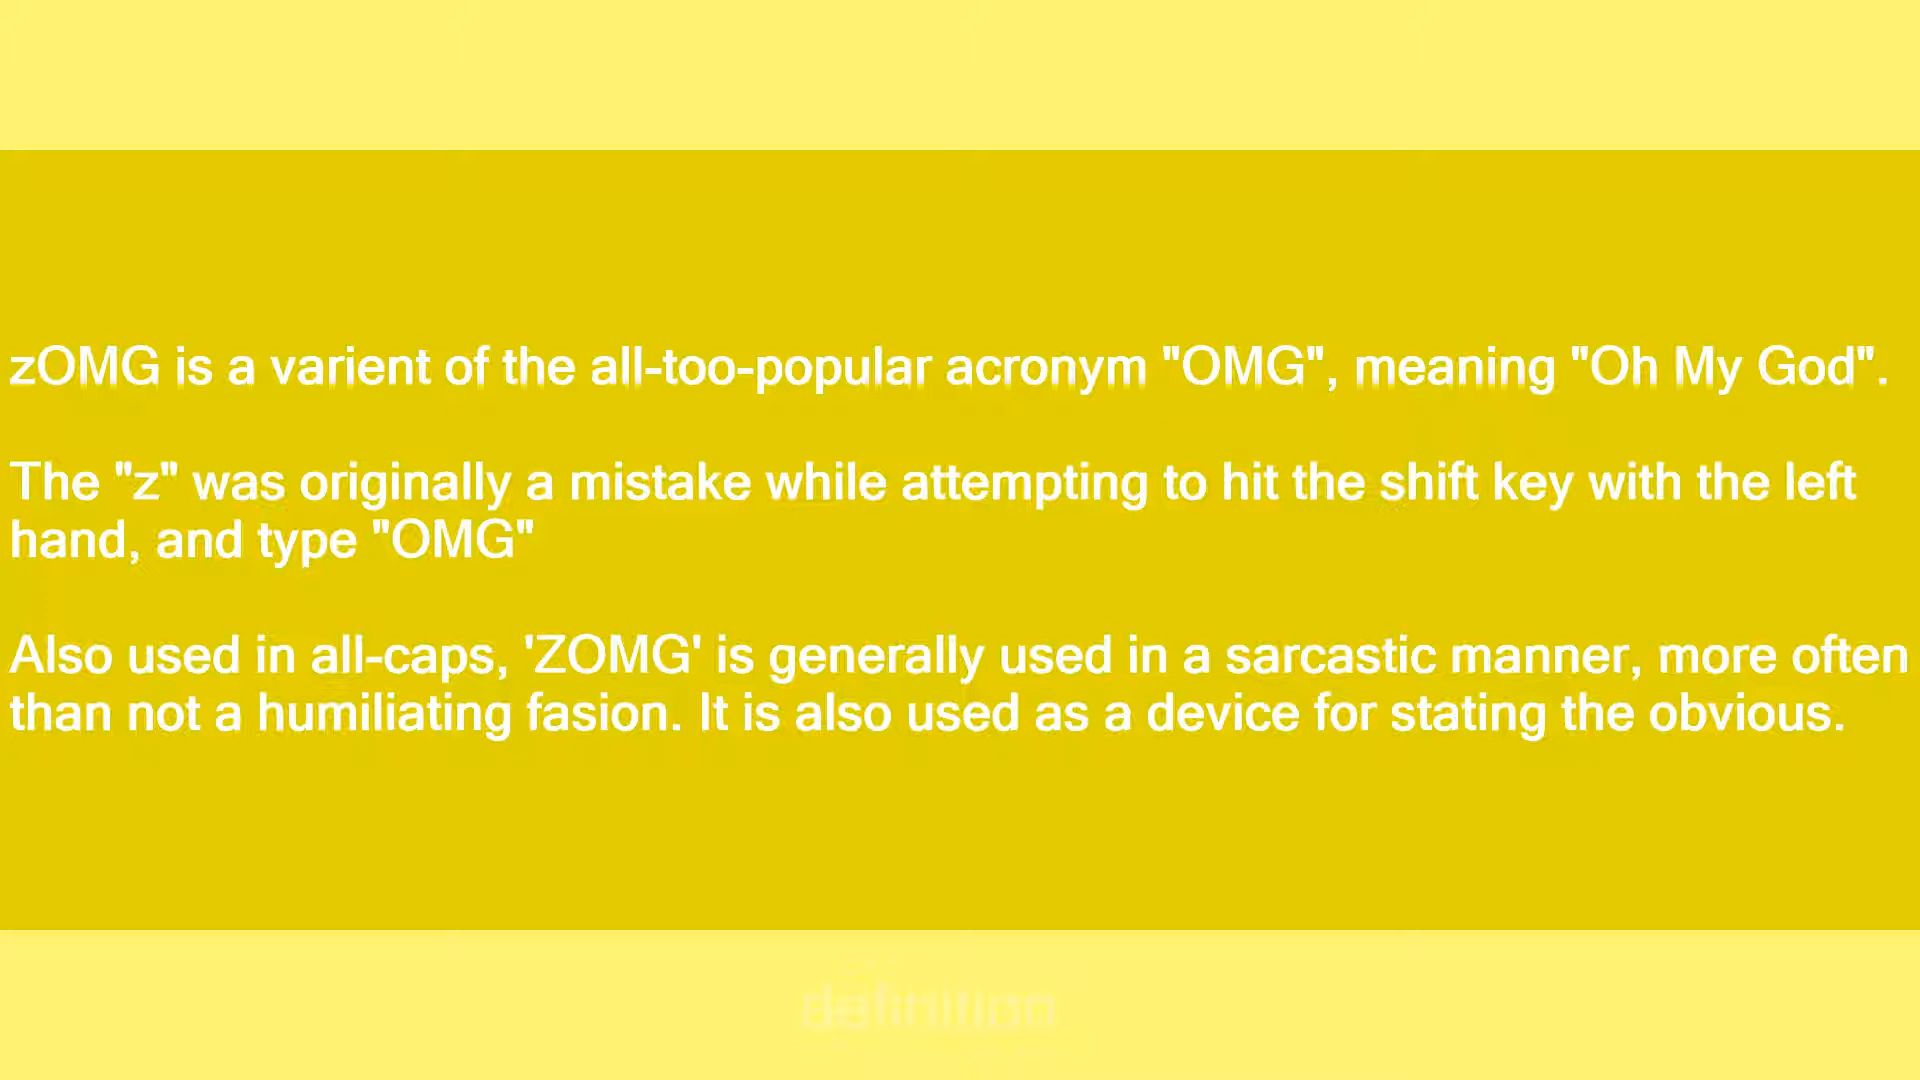 zOMG is a varient of the all-too-popular acronym "OMG", meaning "Oh My God".
The "z" was originally a mistake while attempting to hit the shift key with the left
hand, and type "OMG"
Also used in all-caps, 'ZOMG' is generally used in a sarcastic manner, more often
than not a humiliating fasion. It is also used as a device for stating the obvious.
definition